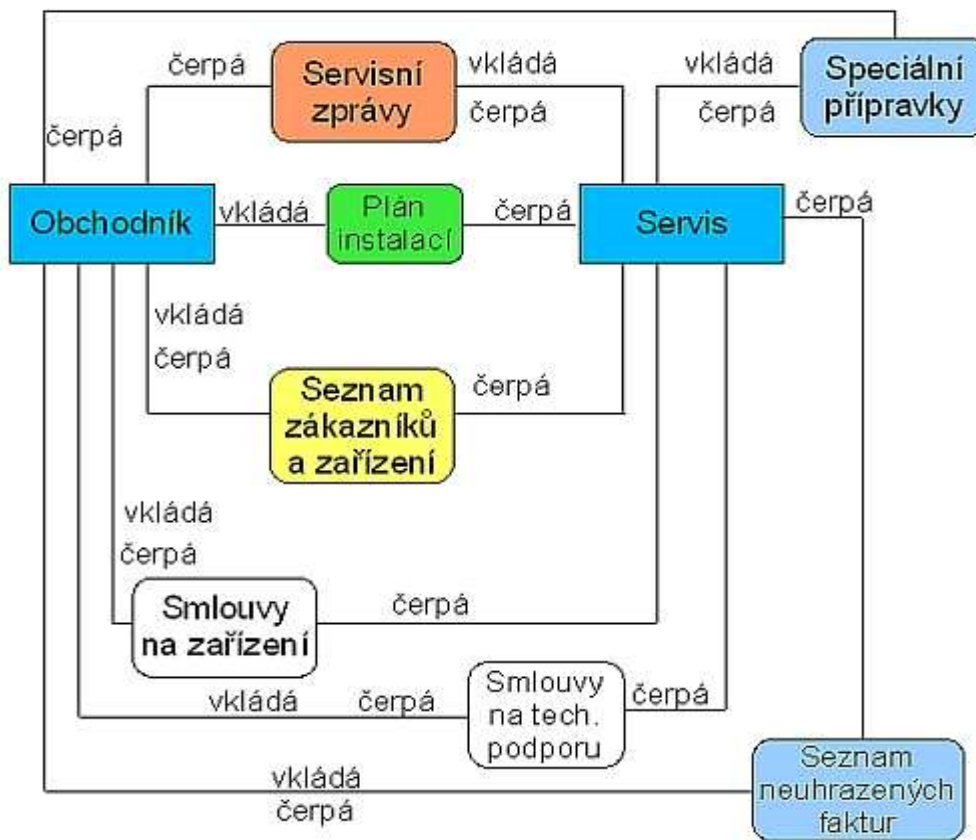 čerpá
Servisní
zprávy
vkládá
čerpá
vkládá
čerpá
Speciální
přípravky
čerpá
Obchodník
vkládá
Plán
instalací
čerpá
Servis
čerpá
vkládá
čerpá
Seznam
zákazníků
a zařízení
čerpá
vkládá
čerpá
Smlouvy
na zařízení
čerpá
vkládá
čerpá
Smlouvy
na tech.
podporu
čerpá
vkládá
čerpá
Seznam
neuhrazených
faktur